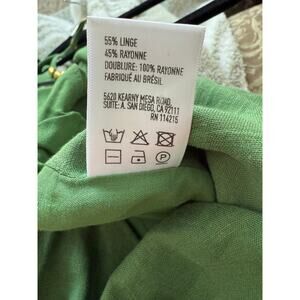 55% LINGE
45% RAYONNE
DOUBLURE: 100% RAYONNE
FABRIQUÉ AU BRÉSIL.
5620 KEARNY MESA ROAD,
SUITE: A. SAN DIEGO, CA 92111
RN 114215